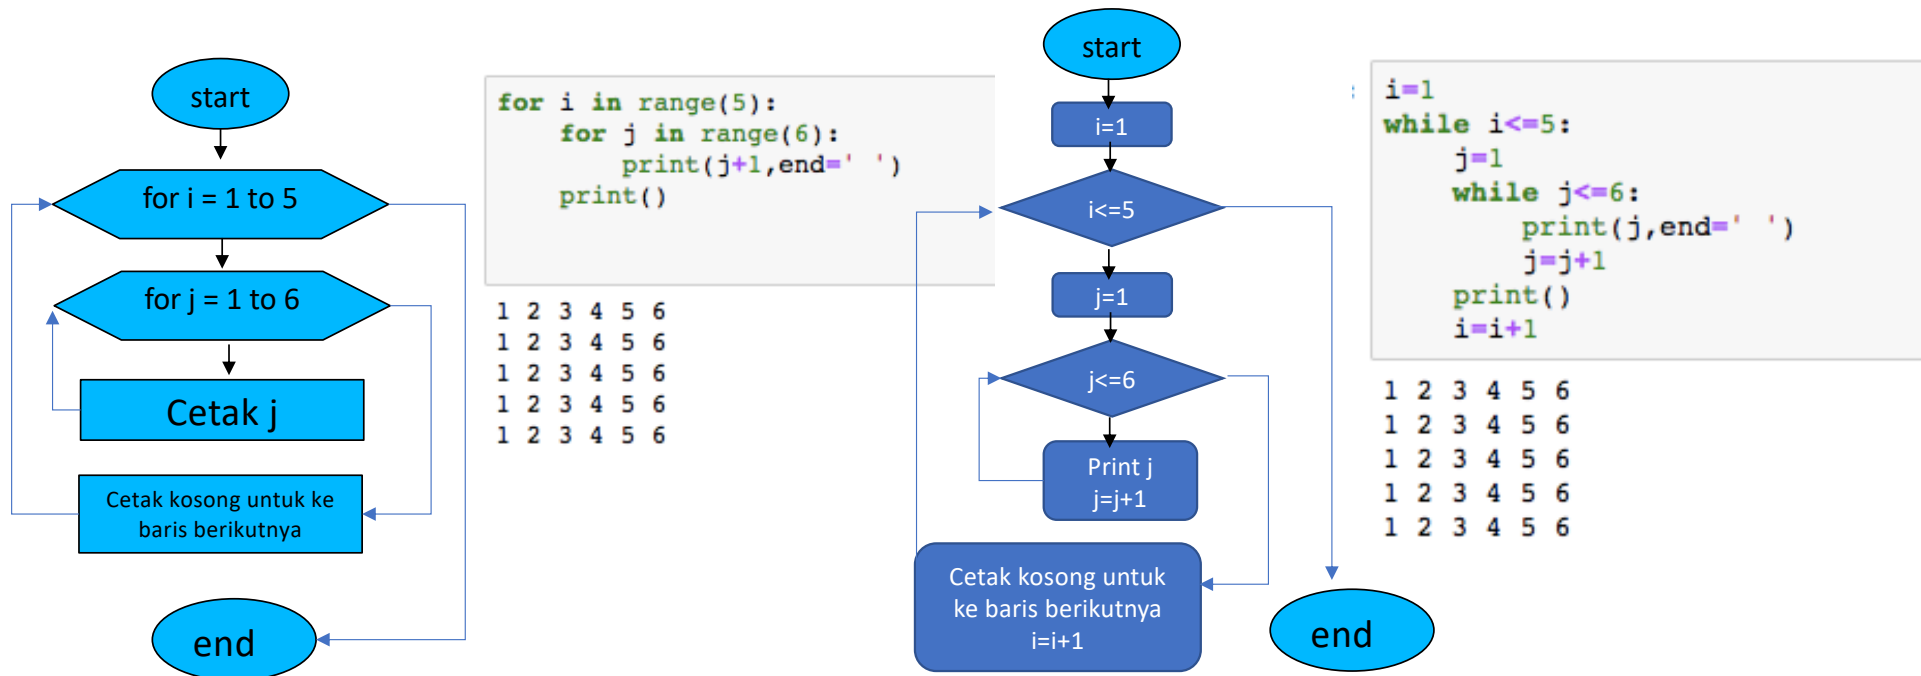 start
for i = 1 to 5
for j = 1 to 6
Cetak j
Cetak kosong untuk ke
baris berikutnya
end
for i in range(5):
    for j in range(6):
        print(j+1,end=' ')
    print()
1 2 3 4 5 6
1 2 3 4 5 6
1 2 3 4 5 6
1 2 3 4 5 6
1 2 3 4 5 6
start
i=1
i<=5
j=1
j<=6
Print j
j=j+1
Cetak kosong untuk
ke baris berikutnya
i=i+1
end
i=1
while i<=5:
    j=1
    while j<=6:
        print(j,end=' ')
        j=j+1
    print()
    i=i+1
1 2 3 4 5 6
1 2 3 4 5 6
1 2 3 4 5 6
1 2 3 4 5 6
1 2 3 4 5 6